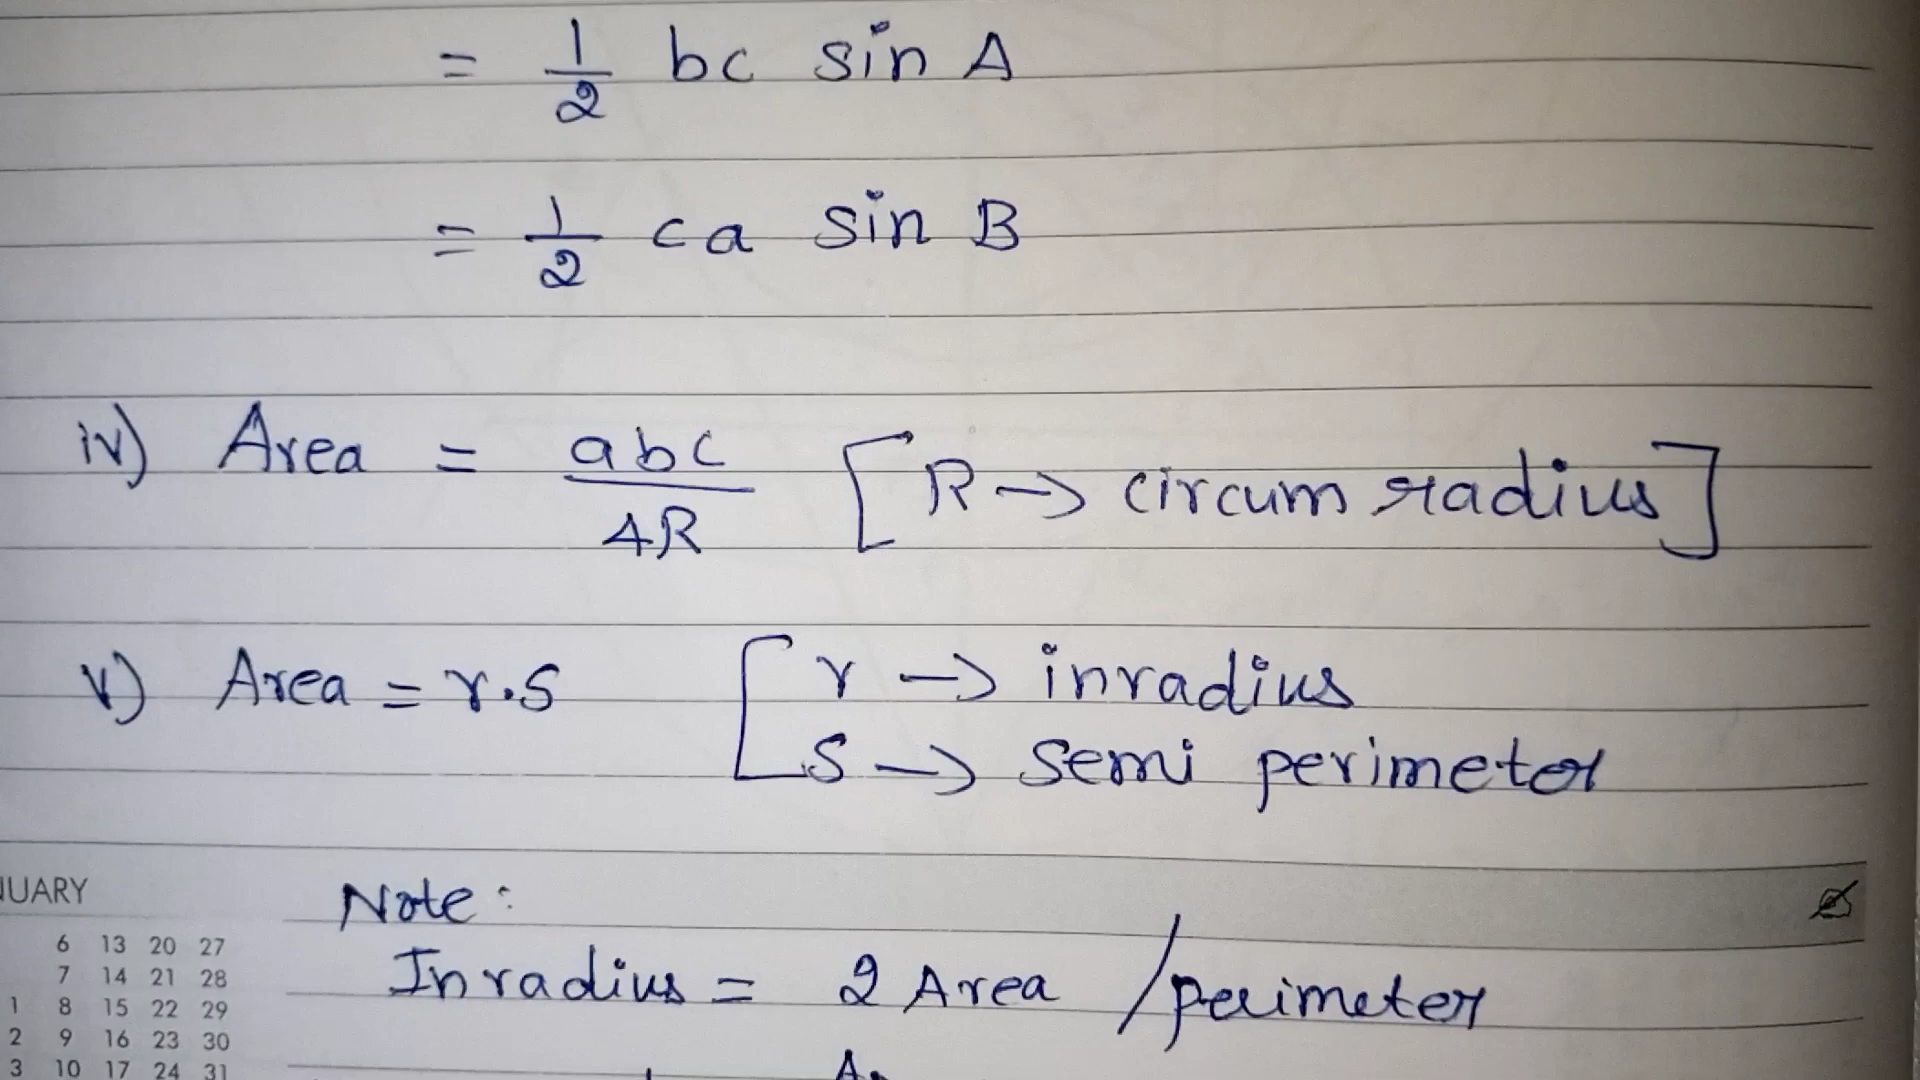 = 1/2 bc sin A
= 1/2 ca sin B
iv) Area = abc/4R [R → circum radius]
v) Area = r.s [r → inradius
s → semi perimeter
NUARY
Note:
6 13 20 27
Inradius = 2 Area / perimeter
7 14 21 28
1 8 15 22 29
2 9 16 23 30
3 10 17 24 31